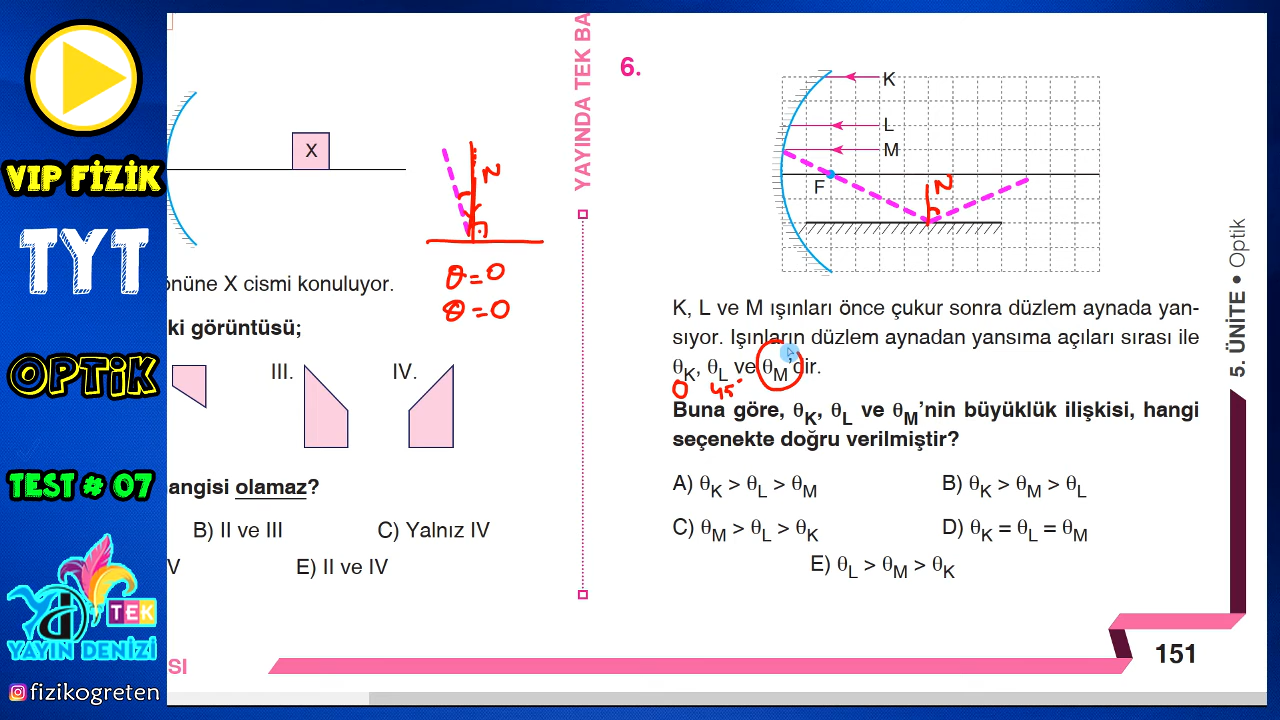 VIP FİZİK
TYT
OPTİK
TEST # 07
TEK
YAYIN DENİZİ
fizikogreten
X
önüne X cismi konuluyor.
ki görüntüsü;
III.
IV.
angisi olamaz?
B) II ve III
C) Yalnız IV
V
E) II ve IV
SI
N
θ = 0
θ = 0
YAYINDA TEK BA
6.
K
L
M
F
N
K, L ve M ışınları önce çukur sonra düzlem aynada yan-
sıyor. Işınların düzlem aynadan yansıma açıları sırası ile
θK, θL ve θM'dir.
0 45°
Buna göre, θK, θL ve θM'nin büyüklük ilişkisi, hangi
seçenekte doğru verilmiştir?
A) θK > θL > θM
B) θK > θM > θL
C) θM > θL > θK
D) θK = θL = θM
E) θL > θM > θK
5. ÜNİTE • Optik
151